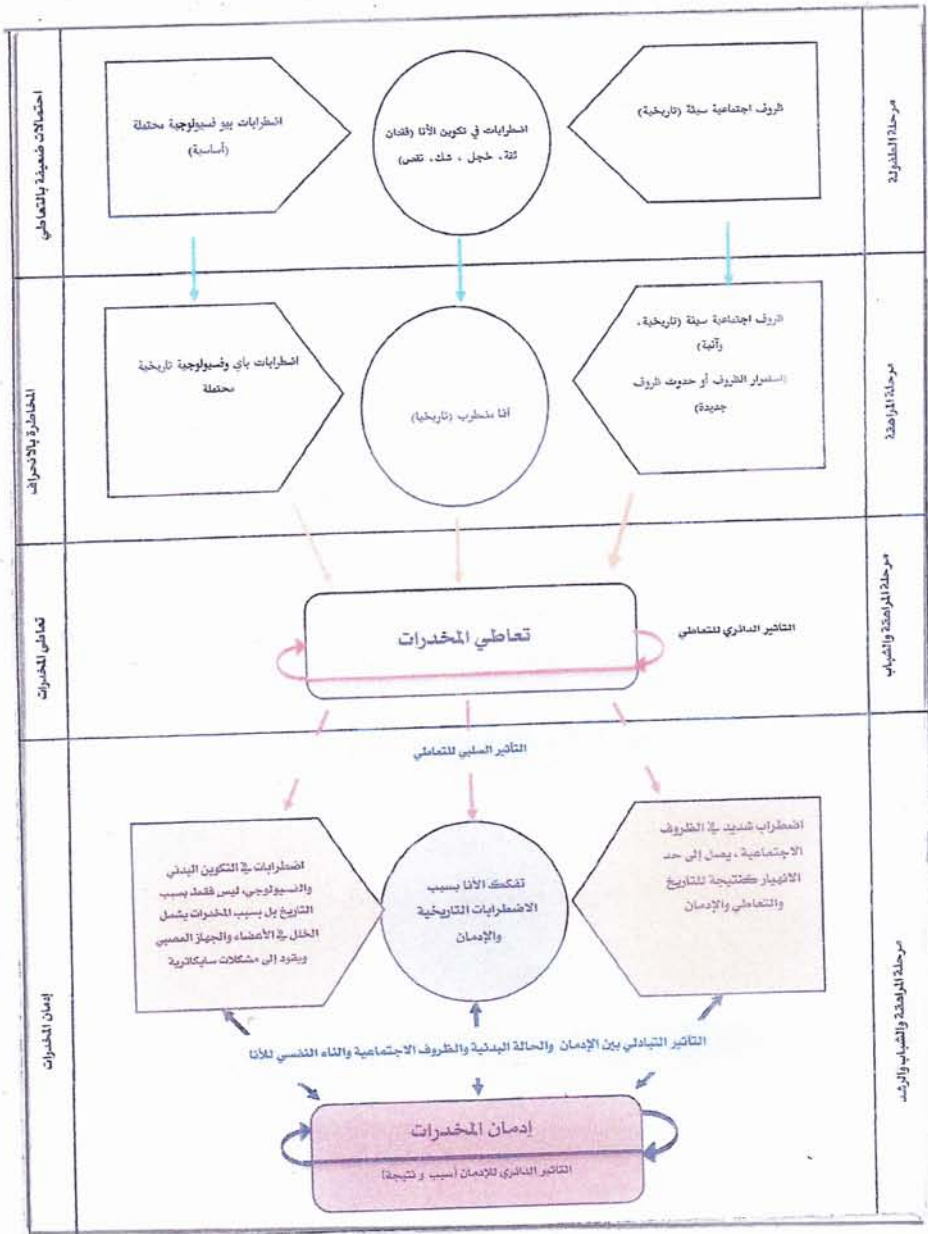 مرحلة الطفولة
ظروف اجتماعية سيئة (تاريخية)
اضطرابات في تكوين الأنا (فقدان
ثقة، خجل ، شك، نقص)
اضطرابات بيو فسيولوجية محتملة
(أساسية)
احتمالات ضعيفة بالتعاطي
مرحلة المراهقة
ظروف اجتماعية سيئة (تاريخية،
وآنية)
(استمرار الظروف أو حدوث ظروف
جديدة)
أنا مضطرب (تاريخيا)
اضطرابات باي وفسيولوجية تاريخية
محتملة
المخاطرة بالانحراف
مرحلة المراهقة والشباب
التأثير الدائري للتعاطي
تعاطي المخدرات
تعاطي المخدرات
التأثير السلبي للتعاطي
مرحلة المراهقة والشباب والرشد
اضطراب شديد في الظروف
الاجتماعية ، يصل إلى حد
الانهيار كنتيجة للتاريخ
والتعاطي والإدمان
تفكك الأنا بسبب
الاضطرابات التاريخية
والإدمان
اضطرابات في التكوين البدني
والفسيولوجي، ليس فقط بسبب
التاريخ بل بسبب المخدرات يشمل
الخلل في الأعضاء والجهاز العصبي
ويقود إلى مشكلات سايكاترية
إدمان المخدرات
التأثير التبادلي بين الإدمان والحالة البدنية والظروف الاجتماعية والناء النفسي للأنا
إدمان المخدرات
التأثير الدائري للإدمان (سبب و نتيجة)